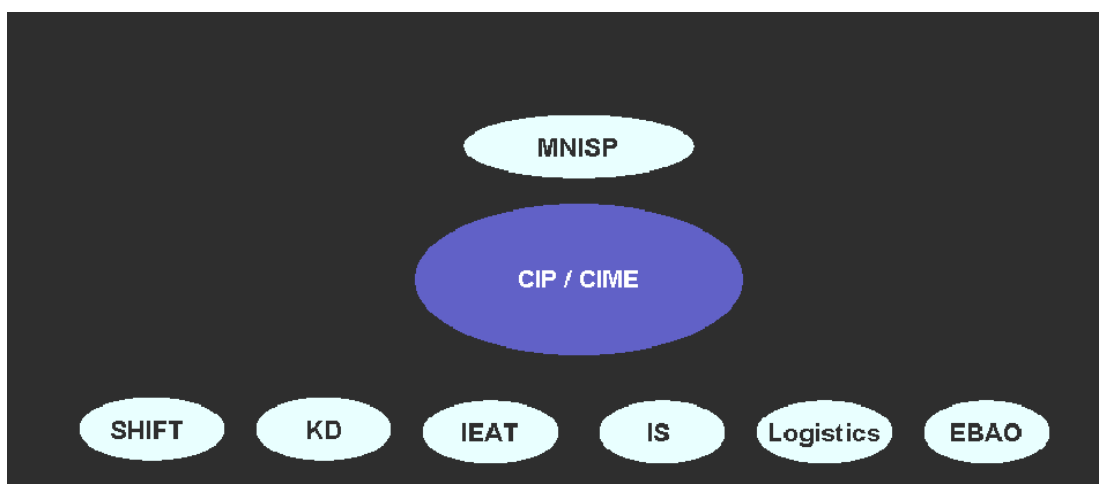 MNISP
CIP / CIME
SHIFT
KD
IEAT
IS
Logistics
EBAO